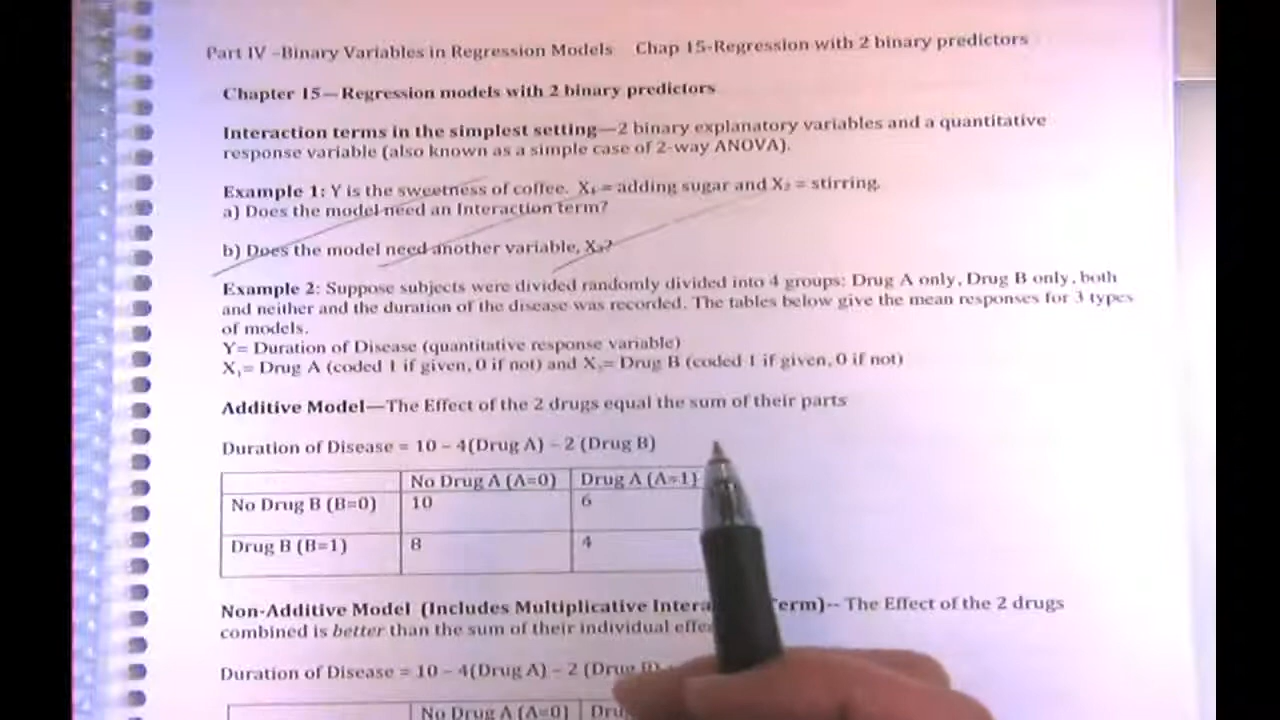 Part IV –Binary Variables in Regression Models Chap 15-Regression with 2 binary predictors
Chapter 15—Regression models with 2 binary predictors
Interaction terms in the simplest setting—2 binary explanatory variables and a quantitative
response variable (also known as a simple case of 2-way ANOVA).
Example 1: Y is the sweetness of coffee. X₁ = adding sugar and X₂ = stirring.
a) Does the model need an Interaction term?
b) Does the model need another variable, X₃?
Example 2: Suppose subjects were divided randomly divided into 4 groups: Drug A only, Drug B only, both
and neither and the duration of the disease was recorded. The tables below give the mean responses for 3 types
of models.
Y= Duration of Disease (quantitative response variable)
X₁= Drug A (coded 1 if given, 0 if not) and X₂= Drug B (coded 1 if given, 0 if not)
Additive Model—The Effect of the 2 drugs equal the sum of their parts
Duration of Disease = 10 – 4(Drug A) – 2 (Drug B)
No Drug A (A=0) Drug A (A=1)
No Drug B (B=0) 10 6
Drug B (B=1) 8 4
Non-Additive Model (Includes Multiplicative Term)-- The Effect of the 2 drugs
combined is better than the sum of their individual
Duration of Disease = 10 – 4(Drug A) – 2 (Drug
No Drug A (A=0)